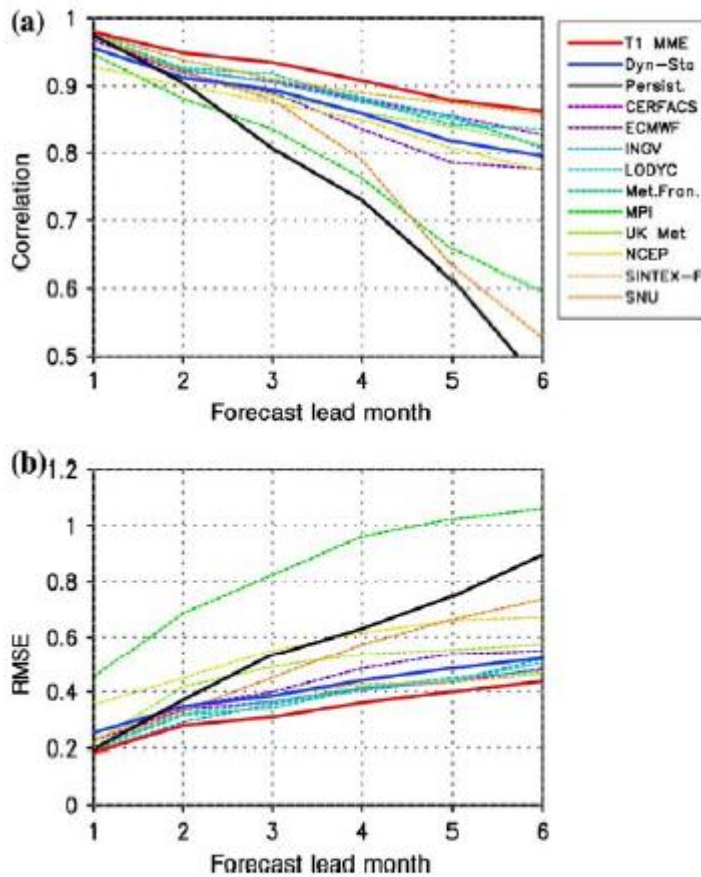 (a)
1
0.9
0.8
0.7
0.6
0.5
Correlation
1 2 3 4 5 6
Forecast lead month
T1 MME
Dyn-Sta
Persist.
CERFACS
ECMWF
INGV
LODYC
Met.Fran.
MPI
UK Met
NCEP
SINTEX-F
SNU
(b)
1.2
1
0.8
0.6
0.4
0.2
0
RMSE
1 2 3 4 5 6
Forecast lead month